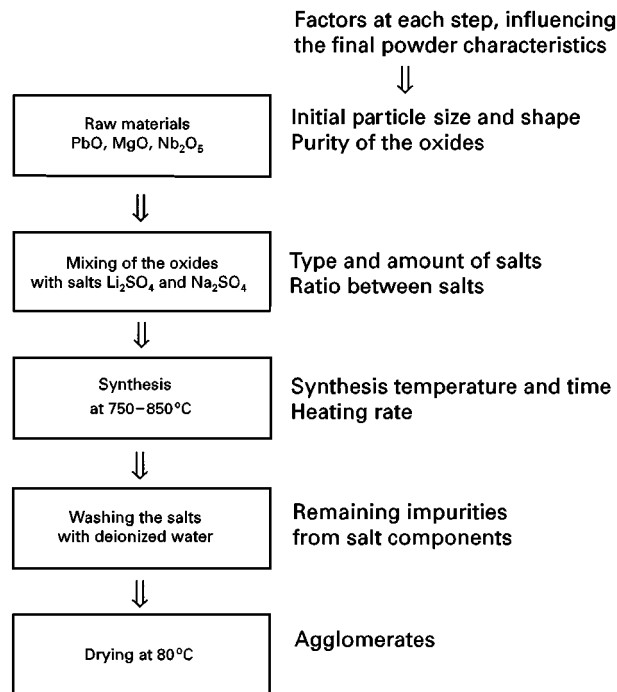 Factors at each step, influencing
the final powder characteristics
⇓
Raw materials
PbO, MgO, Nb₂O₅
Initial particle size and shape
Purity of the oxides
⇓
Mixing of the oxides
with salts Li₂SO₄ and Na₂SO₄
Type and amount of salts
Ratio between salts
⇓
Synthesis
at 750–850°C
Synthesis temperature and time
Heating rate
⇓
Washing the salts
with deionized water
Remaining impurities
from salt components
⇓
Drying at 80°C
Agglomerates